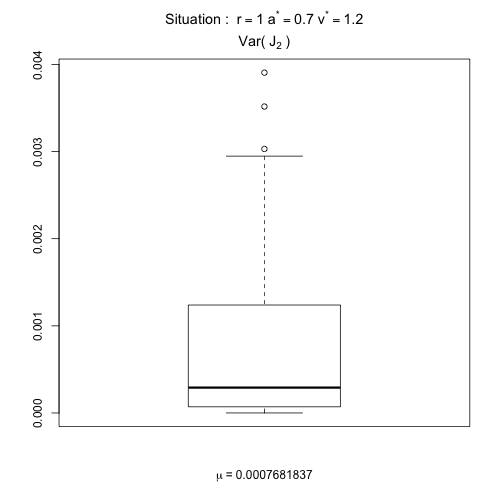 Situation :  r = 1 a* = 0.7 v* = 1.2
Var( J₂ )
0.004
0.003
0.002
0.001
0.000
μ = 0.0007681837